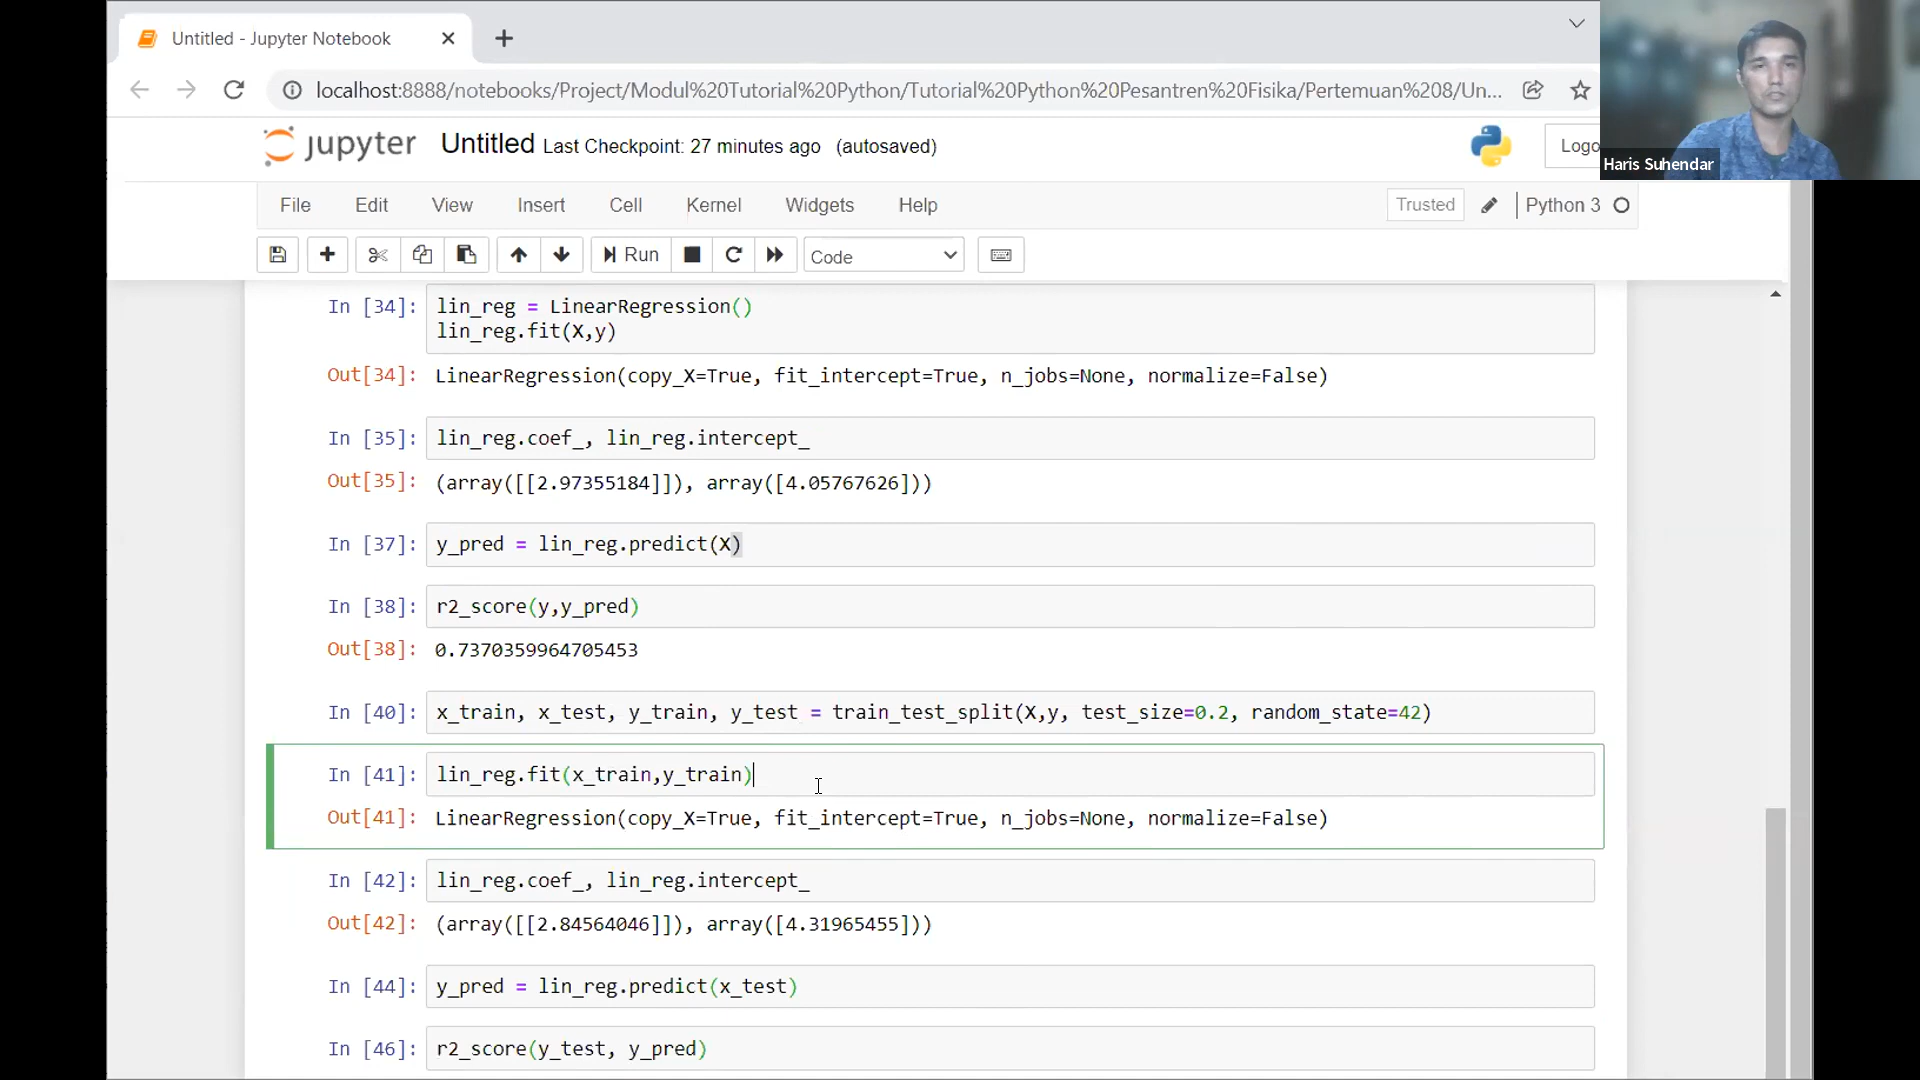 Untitled - Jupyter Notebook
localhost:8888/notebooks/Project/Modul%20Tutorial%20Python/Tutorial%20Python%20Pesantren%20Fisika/Pertemuan%208/Un...
jupyter Untitled Last Checkpoint: 27 minutes ago (autosaved)
Logo
Haris Suhendar
File Edit View Insert Cell Kernel Widgets Help Trusted Python 3
Run Code
In [34]: lin_reg = LinearRegression()
lin_reg.fit(X,y)
Out[34]: LinearRegression(copy_X=True, fit_intercept=True, n_jobs=None, normalize=False)
In [35]: lin_reg.coef_, lin_reg.intercept_
Out[35]: (array([[2.97355184]]), array([4.05767626]))
In [37]: y_pred = lin_reg.predict(X)
In [38]: r2_score(y,y_pred)
Out[38]: 0.7370359964705453
In [40]: x_train, x_test, y_train, y_test = train_test_split(X,y, test_size=0.2, random_state=42)
In [41]: lin_reg.fit(x_train,y_train)
Out[41]: LinearRegression(copy_X=True, fit_intercept=True, n_jobs=None, normalize=False)
In [42]: lin_reg.coef_, lin_reg.intercept_
Out[42]: (array([[2.84564046]]), array([4.31965455]))
In [44]: y_pred = lin_reg.predict(x_test)
In [46]: r2_score(y_test, y_pred)